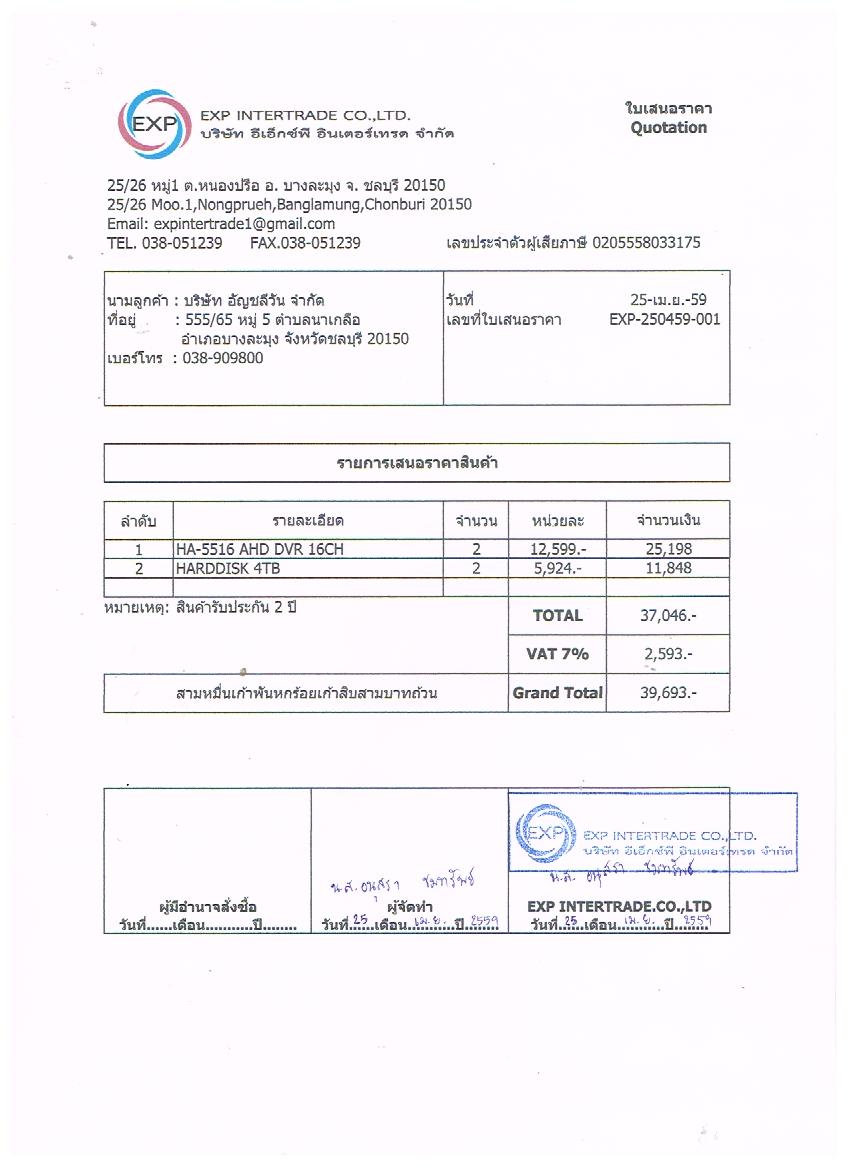 EXP
EXP INTERTRADE CO.,LTD.
บริษัท อีเอ็กซ์พี อินเตอร์เทรด จำกัด
ใบเสนอราคา
Quotation
25/26 หมู่1 ต.หนองปรือ อ. บางละมุง จ. ชลบุรี 20150
25/26 Moo.1,Nongprueh,Banglamung,Chonburi 20150
Email: expintertrade1@gmail.com
TEL. 038-051239 FAX.038-051239 เลขประจำตัวผู้เสียภาษี 0205558033175
นามลูกค้า : บริษัท อัญชลีวัน จำกัด วันที่ 25-เม.ย.-59
ที่อยู่ : 555/65 หมู่ 5 ตำบลนาเกลือ เลขที่ใบเสนอราคา EXP-250459-001
อำเภอบางละมุง จังหวัดชลบุรี 20150
เบอร์โทร : 038-909800
รายการเสนอราคาสินค้า
ลำดับ รายละเอียด จำนวน หน่วยละ จำนวนเงิน
1 HA-5516 AHD DVR 16CH 2 12,599.- 25,198
2 HARDDISK 4TB 2 5,924.- 11,848
หมายเหตุ: สินค้ารับประกัน 2 ปี
TOTAL 37,046.-
VAT 7% 2,593.-
สามหมื่นเก้าพันหกร้อยเก้าสิบสามบาทถ้วน Grand Total 39,693.-
EXP EXP INTERTRADE CO.,LTD.
บริษัท อีเอ็กซ์พี อินเตอร์เทรด จำกัด
น.ส. อนุสรา น.ส. อนุสรา
ผู้มีอำนาจสั่งซื้อ ผู้จัดทำ EXP INTERTRADE.CO.,LTD
วันที่......เดือน...........ปี........ วันที่ 25 เดือน เม.ย. ปี 2559 วันที่ 25 เดือน เม.ย. ปี 2559